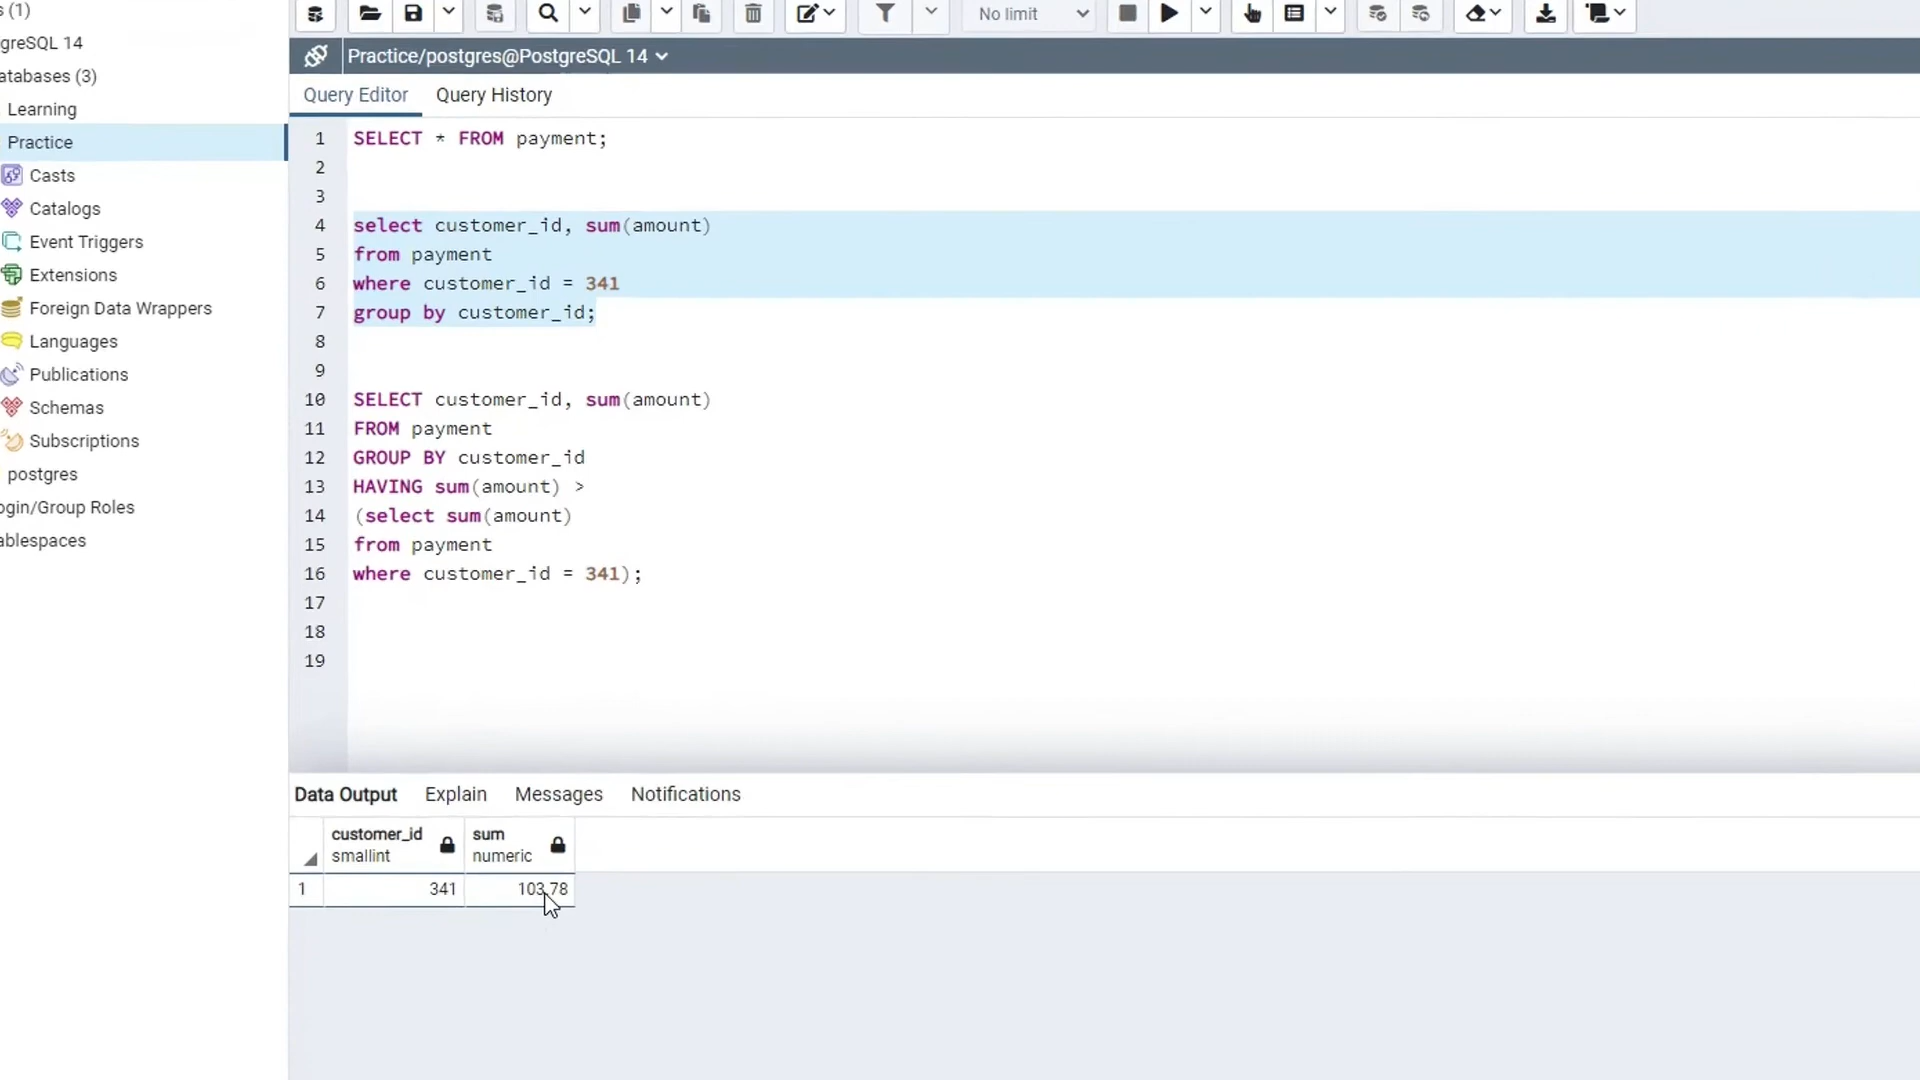 s (1)
greSQL 14
atabases (3)
Learning
Practice
Casts
Catalogs
Event Triggers
Extensions
Foreign Data Wrappers
Languages
Publications
Schemas
Subscriptions
postgres
ogin/Group Roles
ablespaces
No limit
Practice/postgres@PostgreSQL 14
Query Editor Query History
1 SELECT * FROM payment;
2
3
4 select customer_id, sum(amount)
5 from payment
6 where customer_id = 341
7 group by customer_id;
8
9
10 SELECT customer_id, sum(amount)
11 FROM payment
12 GROUP BY customer_id
13 HAVING sum(amount) >
14 (select sum(amount)
15 from payment
16 where customer_id = 341);
17
18
19
Data Output Explain Messages Notifications
customer_id sum
smallint numeric
1 341 103.78